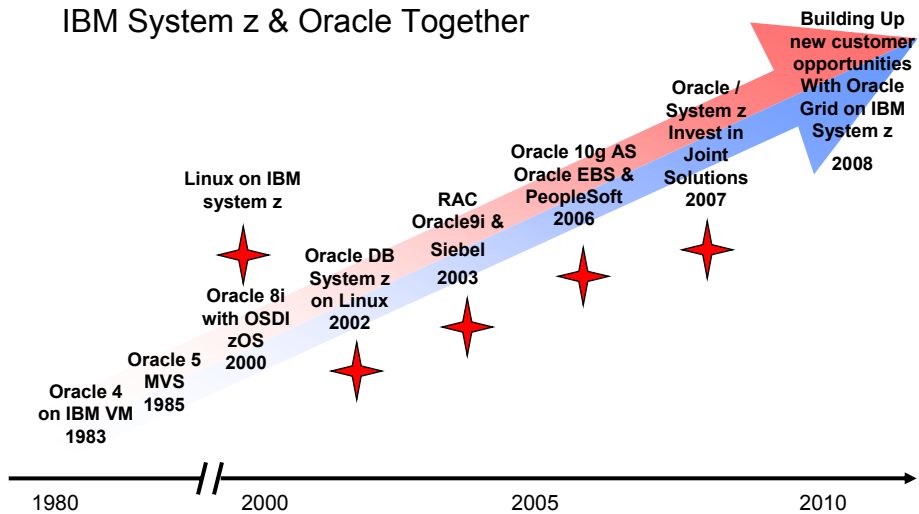 IBM System z & Oracle Together
Building Up
new customer
opportunities
With Oracle
Grid on IBM
System z
2008
Oracle /
System z
Invest in
Joint
Solutions
2007
Oracle 10g AS
Oracle EBS &
PeopleSoft
2006
RAC
Oracle9i &
Siebel
2003
Linux on IBM
system z
Oracle DB
System z
on Linux
2002
Oracle 8i
with OSDI
zOS
2000
Oracle 5
MVS
1985
Oracle 4
on IBM VM
1983
1980
2000
2005
2010